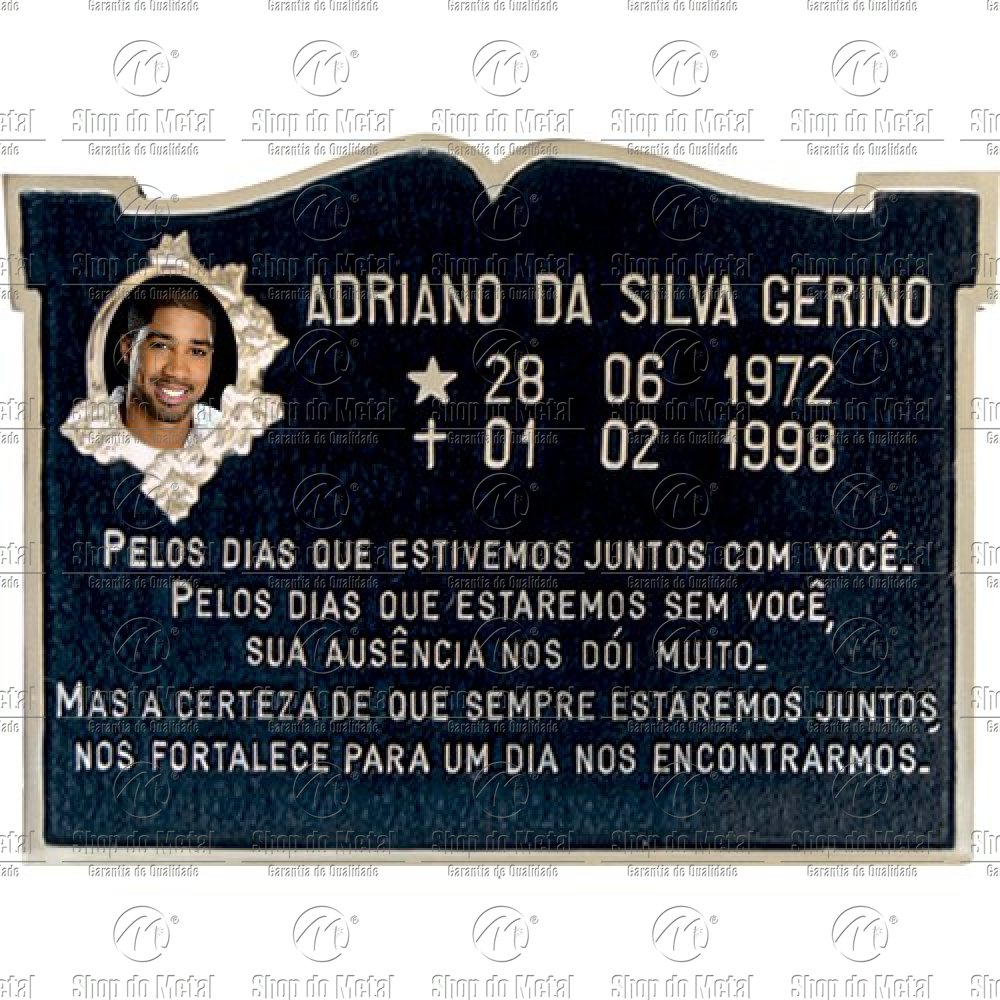 ADRIANO DA SILVA GERINO
★ 28 06 1972
✝ 01 02 1998
PELOS DIAS QUE ESTIVEMOS JUNTOS COM VOCÊ.
PELOS DIAS QUE ESTAREMOS SEM VOCÊ,
SUA AUSÊNCIA NOS DÓI MUITO.
MAS A CERTEZA DE QUE SEMPRE ESTAREMOS JUNTOS,
NOS FORTALECE PARA UM DIA NOS ENCONTRARMOS.
Shop do Metal
Garantia de Qualidade